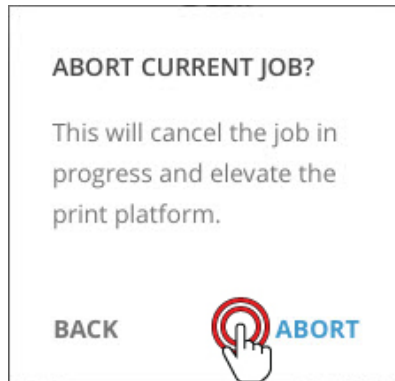 ABORT CURRENT JOB?
This will cancel the job in
progress and elevate the
print platform.
BACK ABORT